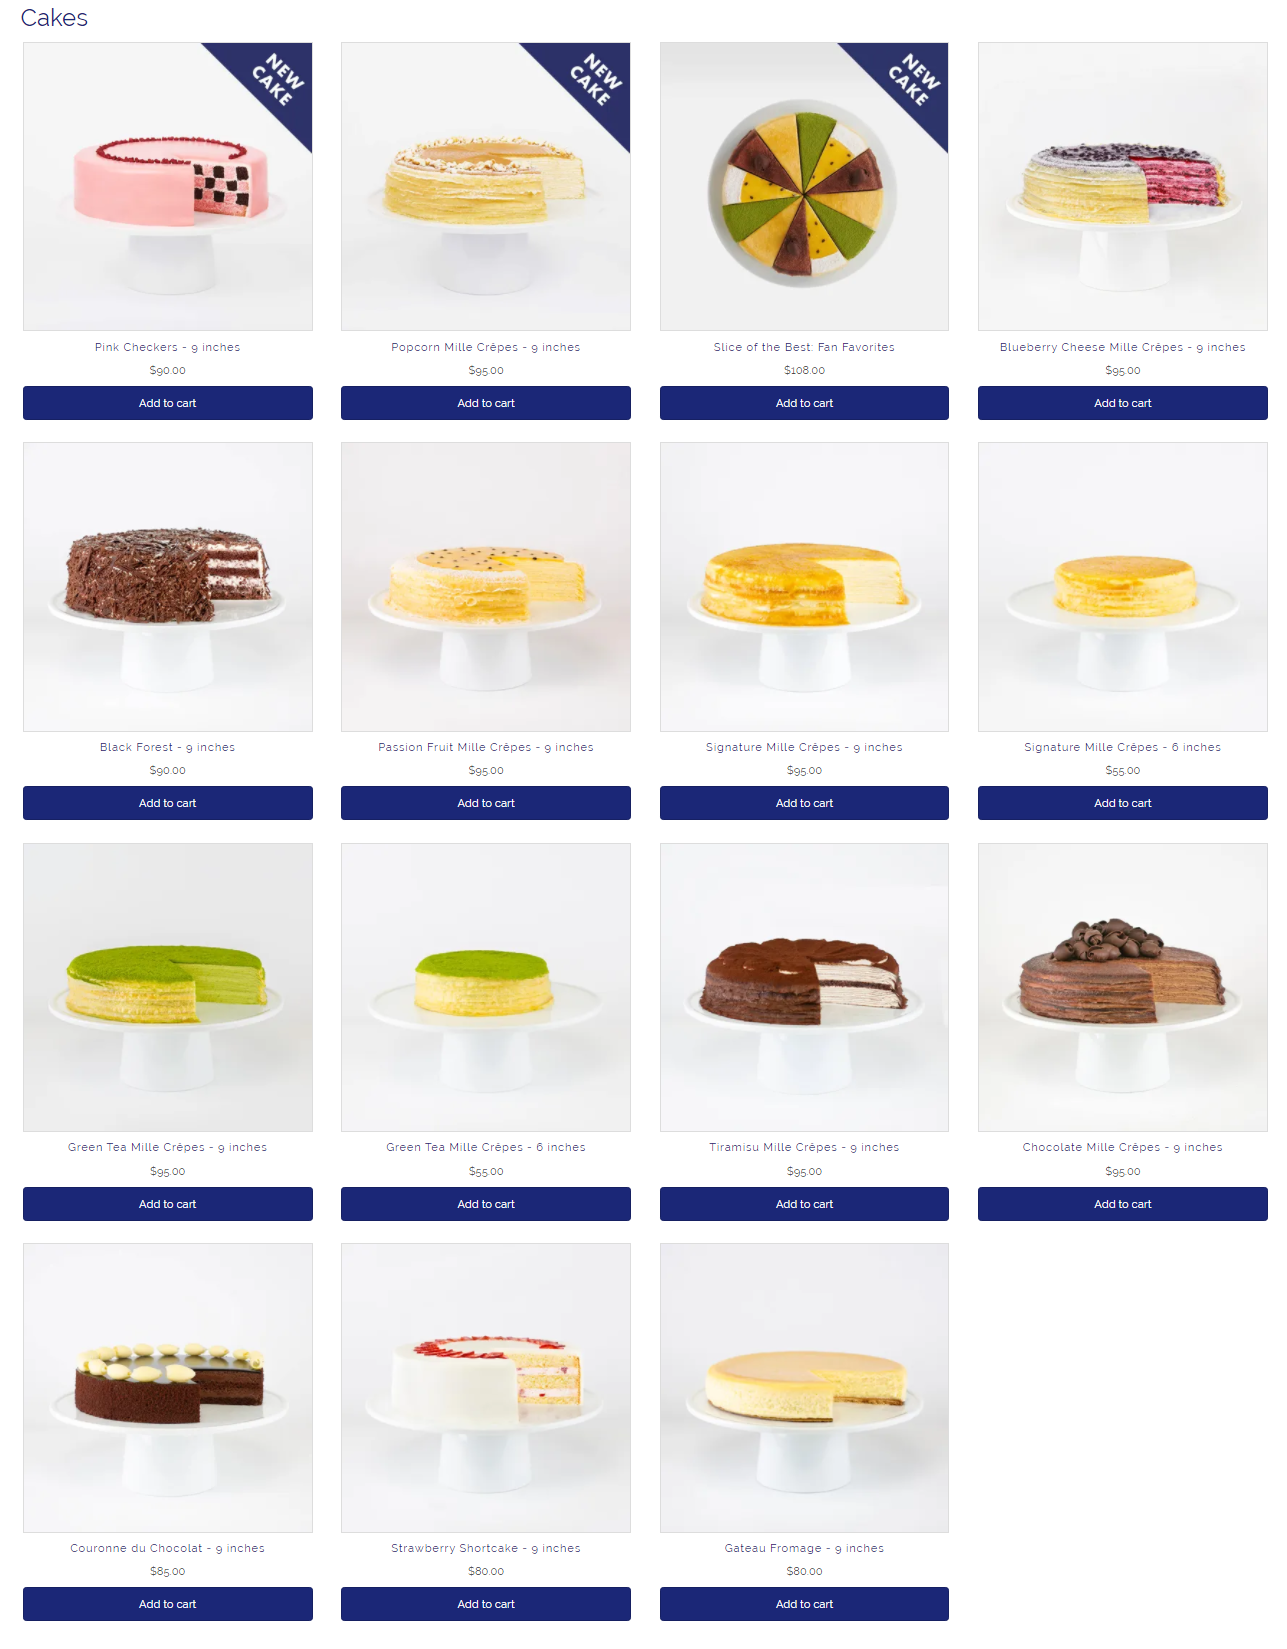 Cakes
NEW
CAKE
NEW
CAKE
NEW
CAKE
Pink Checkers - 9 inches
Popcorn Mille Crêpes - 9 inches
Slice of the Best: Fan Favorites
Blueberry Cheese Mille Crêpes - 9 inches
$90.00
$95.00
$108.00
$95.00
Add to cart
Add to cart
Add to cart
Add to cart
Black Forest - 9 inches
Passion Fruit Mille Crêpes - 9 inches
Signature Mille Crêpes - 9 inches
Signature Mille Crêpes - 6 inches
$90.00
$95.00
$95.00
$55.00
Add to cart
Add to cart
Add to cart
Add to cart
Green Tea Mille Crêpes - 9 inches
Green Tea Mille Crêpes - 6 inches
Tiramisu Mille Crêpes - 9 inches
Chocolate Mille Crêpes - 9 inches
$95.00
$55.00
$95.00
$95.00
Add to cart
Add to cart
Add to cart
Add to cart
Couronne du Chocolat - 9 inches
Strawberry Shortcake - 9 inches
Gateau Fromage - 9 inches
$85.00
$80.00
$80.00
Add to cart
Add to cart
Add to cart